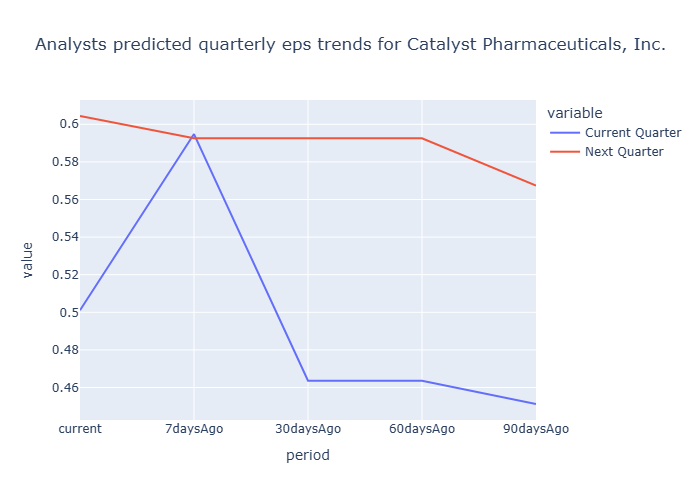 Analysts predicted quarterly eps trends for Catalyst Pharmaceuticals, Inc.
variable
Current Quarter
Next Quarter
value
0.6
0.58
0.56
0.54
0.52
0.5
0.48
0.46
current
7daysAgo
30daysAgo
60daysAgo
90daysAgo
period